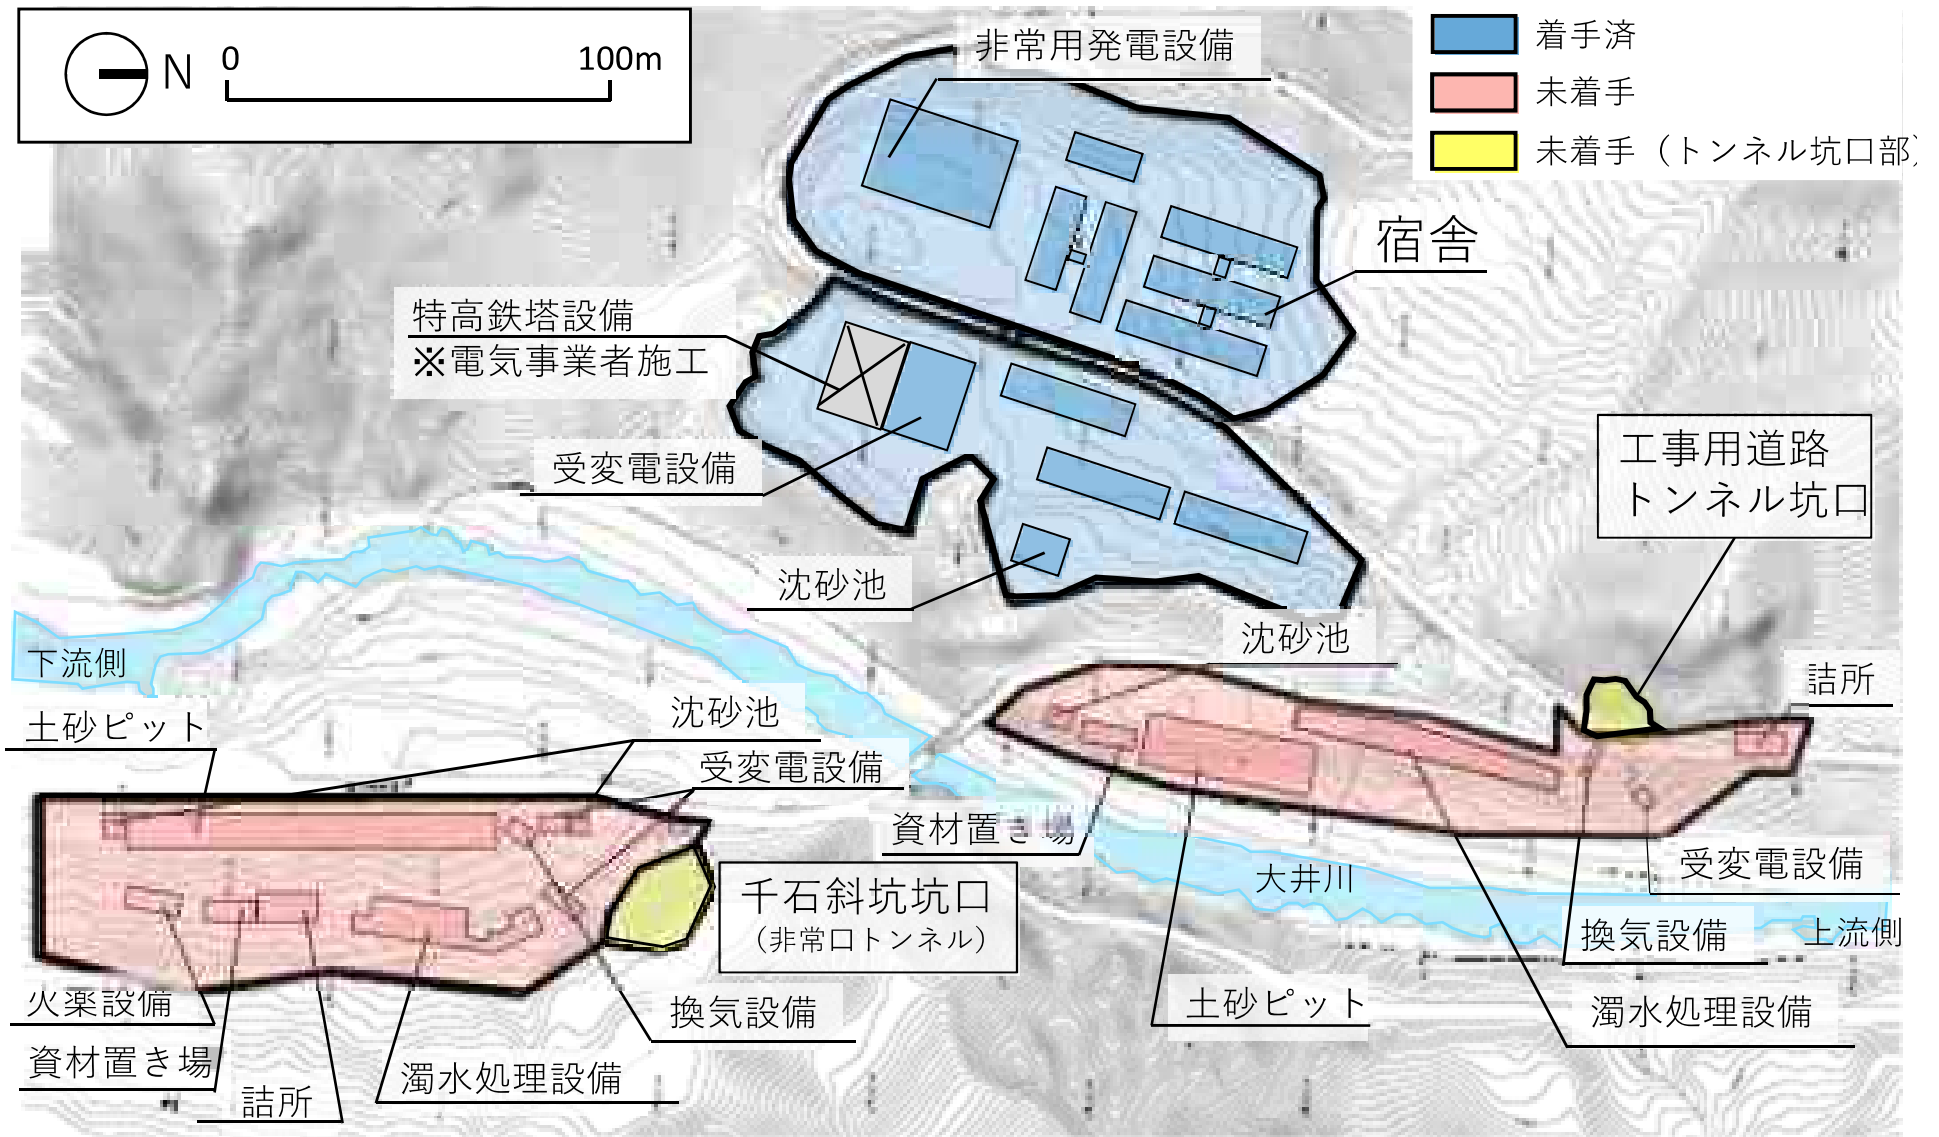 N
0
100m
非常用発電設備
着手済
未着手
未着手（トンネル坑口部）
宿舎
特高鉄塔設備
※電気事業者施工
受変電設備
工事用道路
トンネル坑口
沈砂池
沈砂池
下流側
詰所
土砂ピット
沈砂池
受変電設備
資材置き場
千石斜坑坑口
（非常口トンネル）
大井川
受変電設備
換気設備
上流側
火薬設備
換気設備
土砂ピット
濁水処理設備
資材置き場
濁水処理設備
詰所